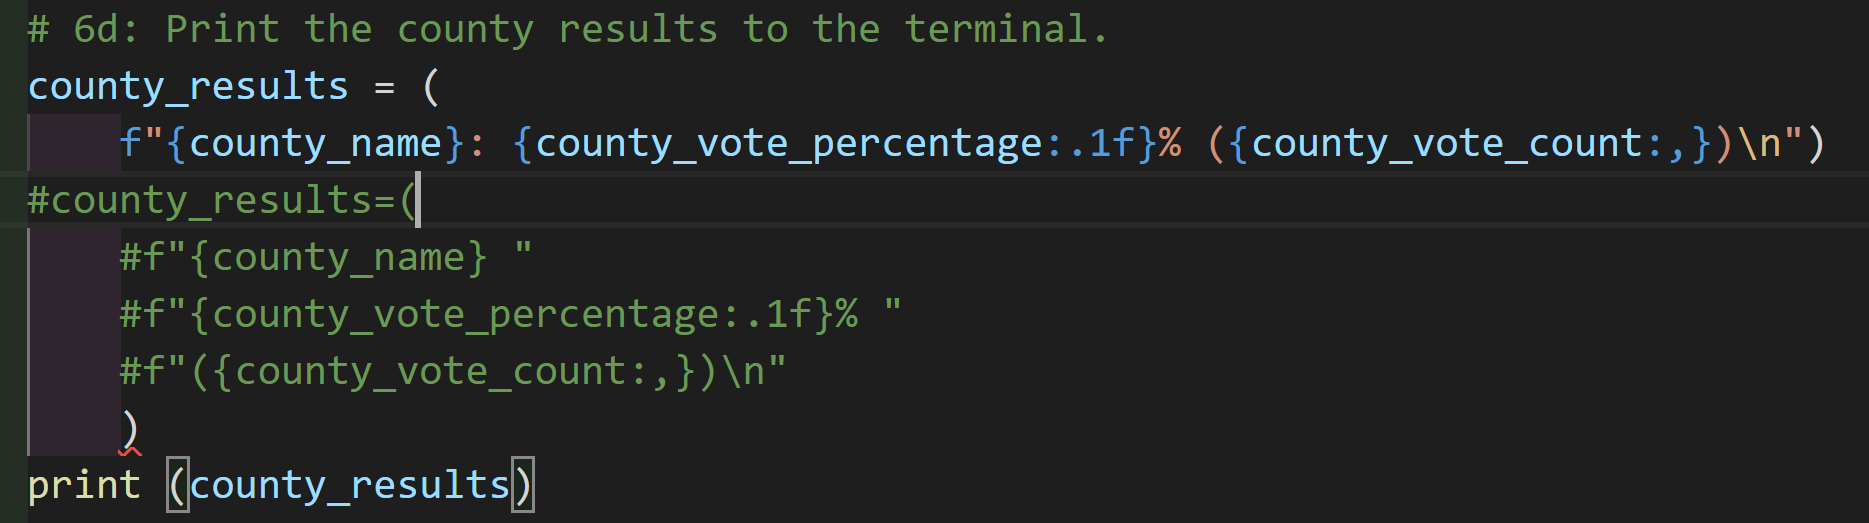 # 6d: Print the county results to the terminal.
county_results = (
    f"{county_name}: {county_vote_percentage:.1f}% ({county_vote_count:,})\n")
#county_results=(
    #f"{county_name} "
    #f"{county_vote_percentage:.1f}% "
    #f"({county_vote_count:,})\n"
    )
print (county_results)